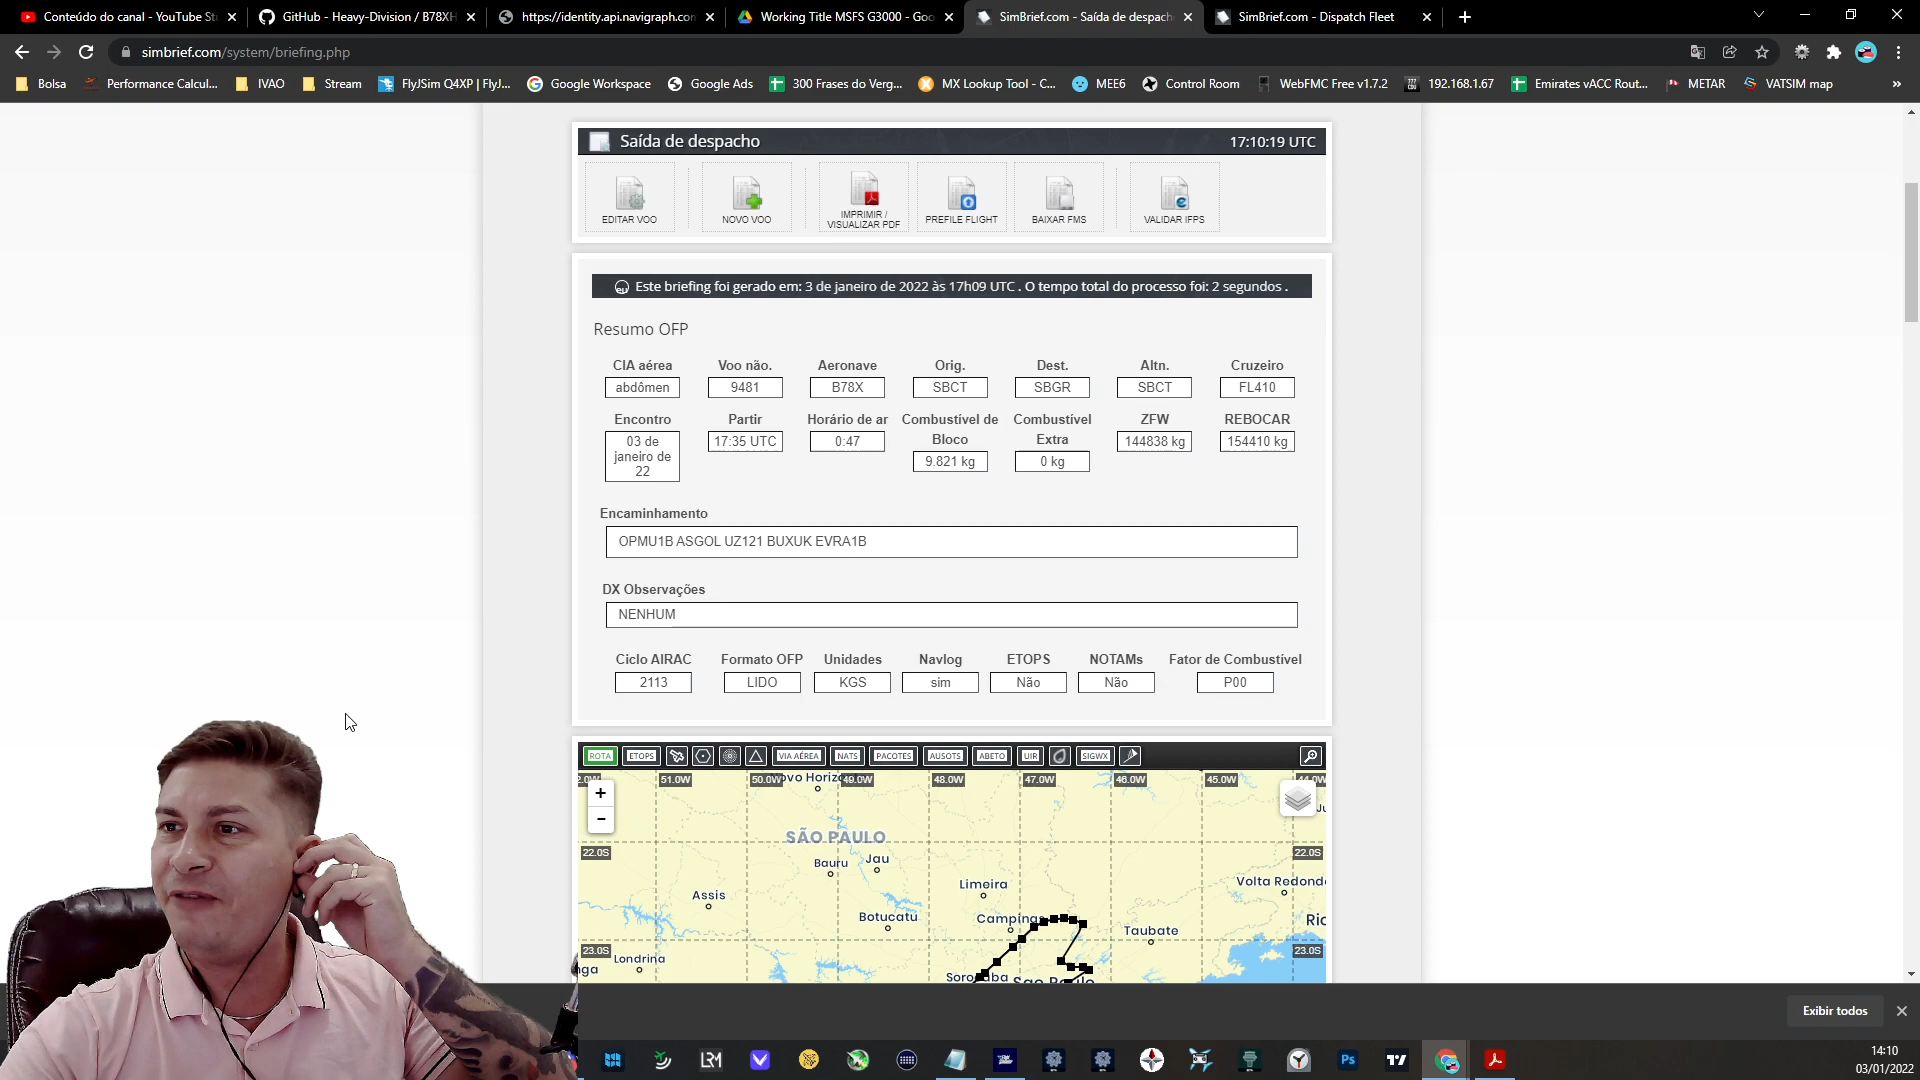 Conteúdo do canal - YouTube St
GitHub - Heavy-Division / B78XH
https://identity.api.navigraph.con
Working Title MSFS G3000 - Goo
SimBrief.com - Saída de despach
SimBrief.com - Dispatch Fleet
simbrief.com/system/briefing.php
Bolsa
Performance Calcul...
IVAO
Stream
FlyJSim Q4XP | FlyJ...
Google Workspace
Google Ads
300 Frases do Verg...
MX Lookup Tool - C...
MEE6
Control Room
WebFMC Free v1.7.2
192.168.1.67
Emirates vACC Rout...
METAR
VATSIM map
»
Saída de despacho
17:10:19 UTC
EDITAR VOO
NOVO VOO
IMPRIMIR /
VISUALIZAR PDF
PREFILE FLIGHT
BAIXAR FMS
VALIDAR IFPS
Este briefing foi gerado em: 3 de janeiro de 2022 às 17h09 UTC . O tempo total do processo foi: 2 segundos .
Resumo OFP
CIA aérea
Voo não.
Aeronave
Orig.
Dest.
Altn.
Cruzeiro
abdômen
9481
B78X
SBCT
SBGR
SBCT
FL410
Encontro
Partir
Horário de ar
Combustível de
Bloco
Combustível
Extra
ZFW
REBOCAR
03 de
janeiro de
22
17:35 UTC
0:47
9.821 kg
0 kg
144838 kg
154410 kg
Encaminhamento
OPMU1B ASGOL UZ121 BUXUK EVRA1B
DX Observações
NENHUM
Ciclo AIRAC
Formato OFP
Unidades
Navlog
ETOPS
NOTAMs
Fator de Combustível
2113
LIDO
KGS
sim
Não
Não
P00
ROTA
ETOPS
VIA AÉREA
NATS
PACOTES
AUSOTS
ABETO
UIR
SIGWX
51.0W
50.0W
49.0W
48.0W
47.0W
46.0W
45.0W
+
−
SÃO PAULO
22.0S
22.0S
Bauru
Jau
Assis
Limeira
Volta Redond
Botucatu
Campinas
Taubate
Londrina
23.0S
23.0S
Exibir todos
LRM
Ps
14:10
03/01/2022